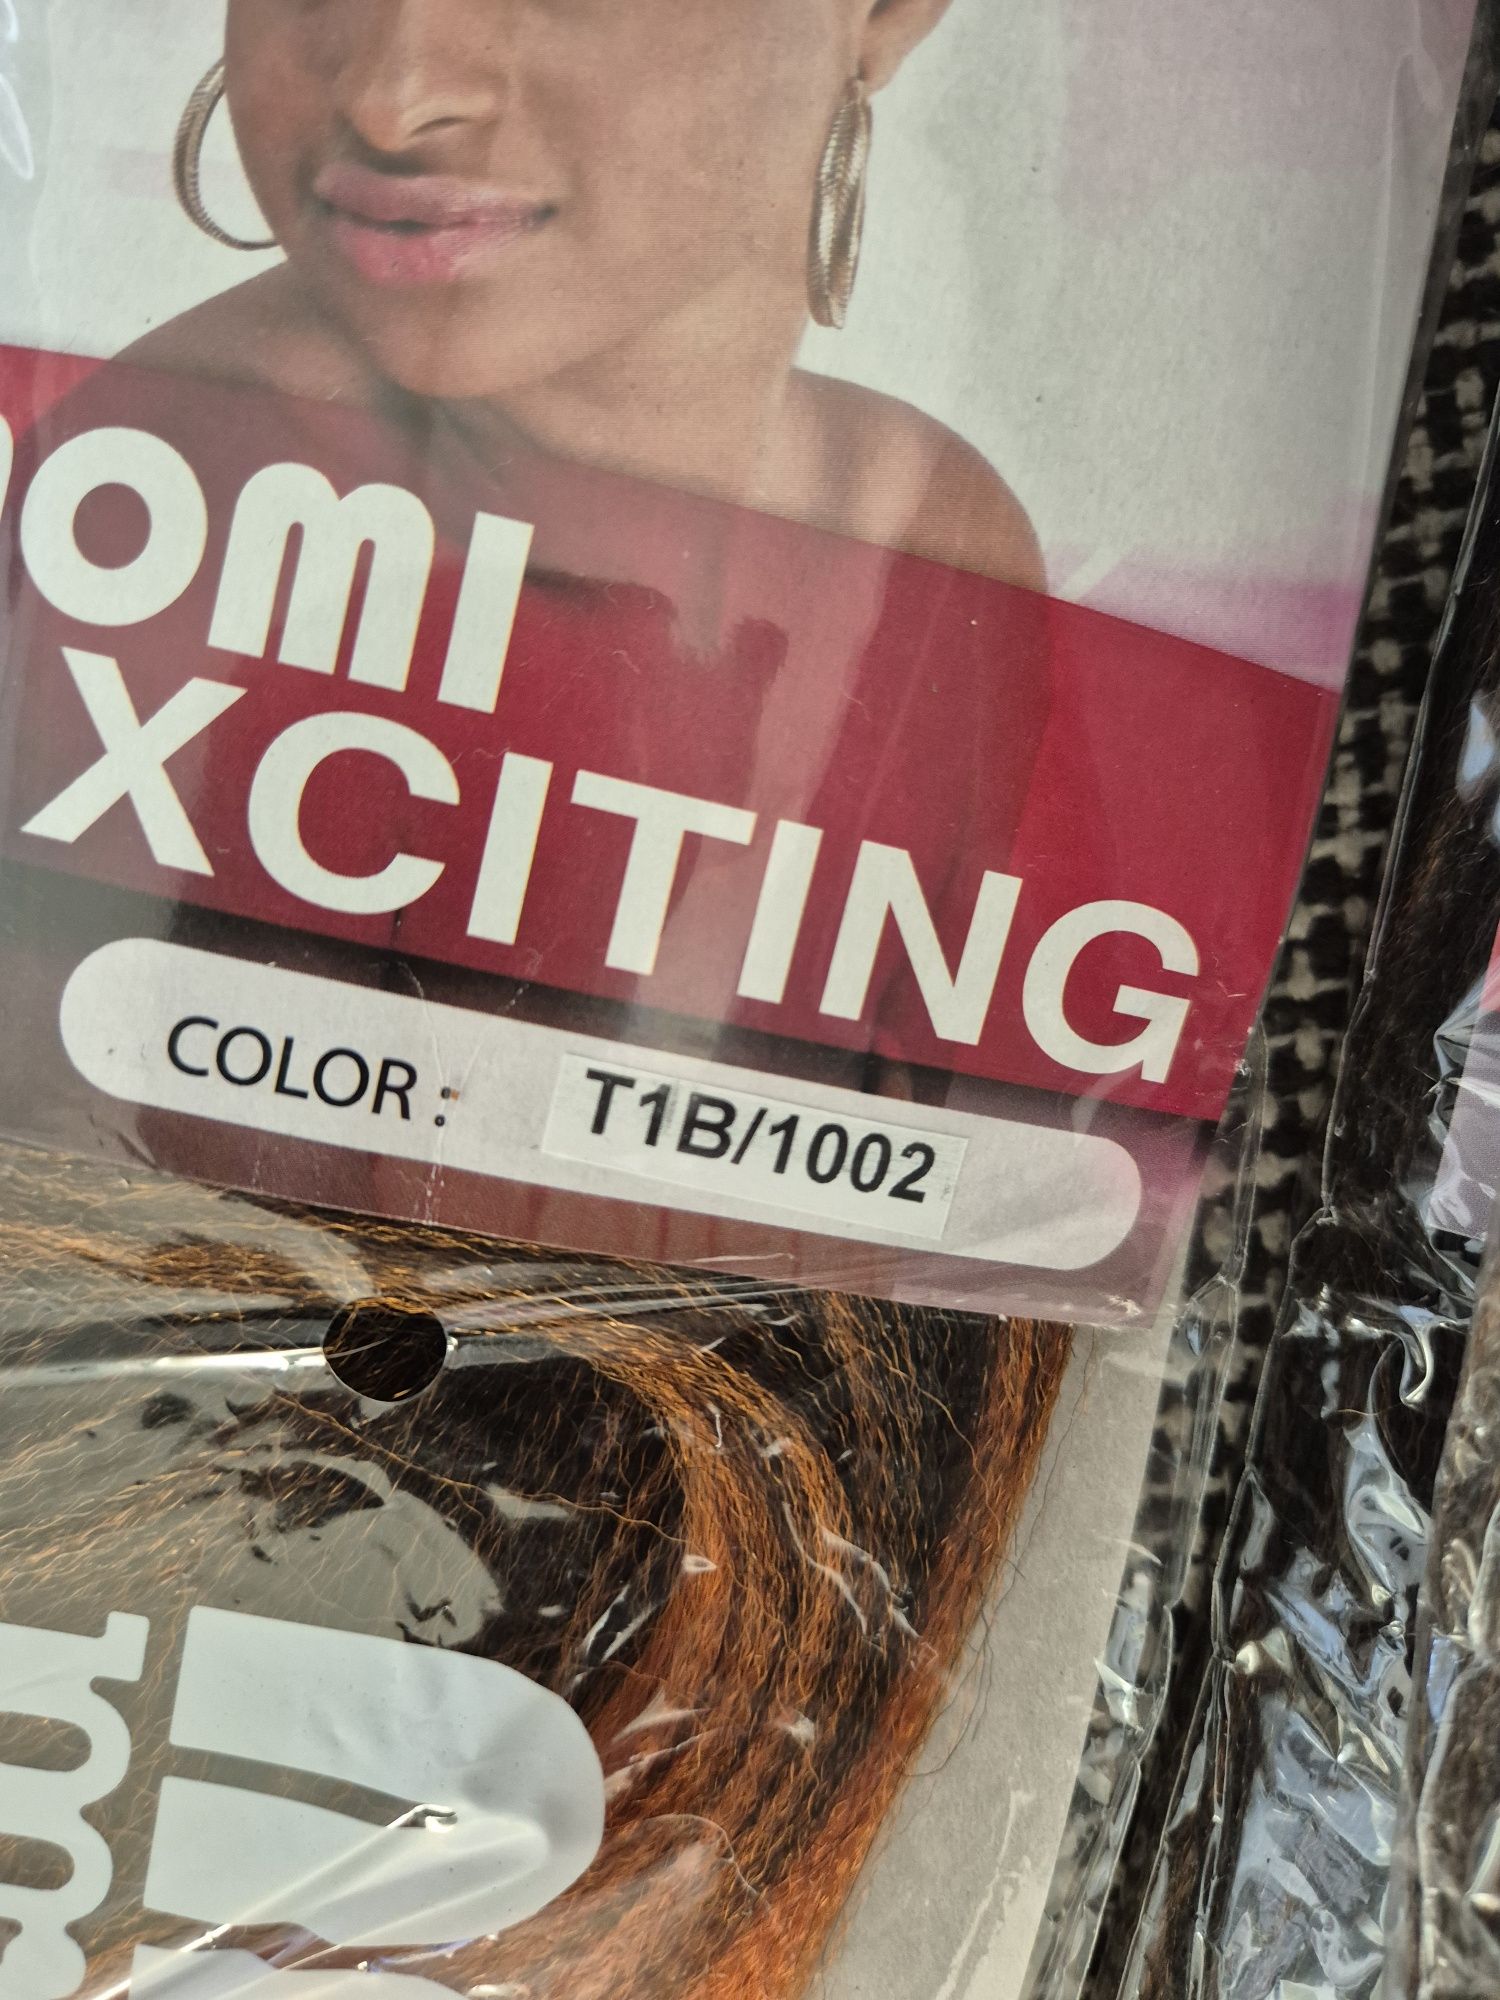 OMI
XCITING
COLOR : T1B/1002